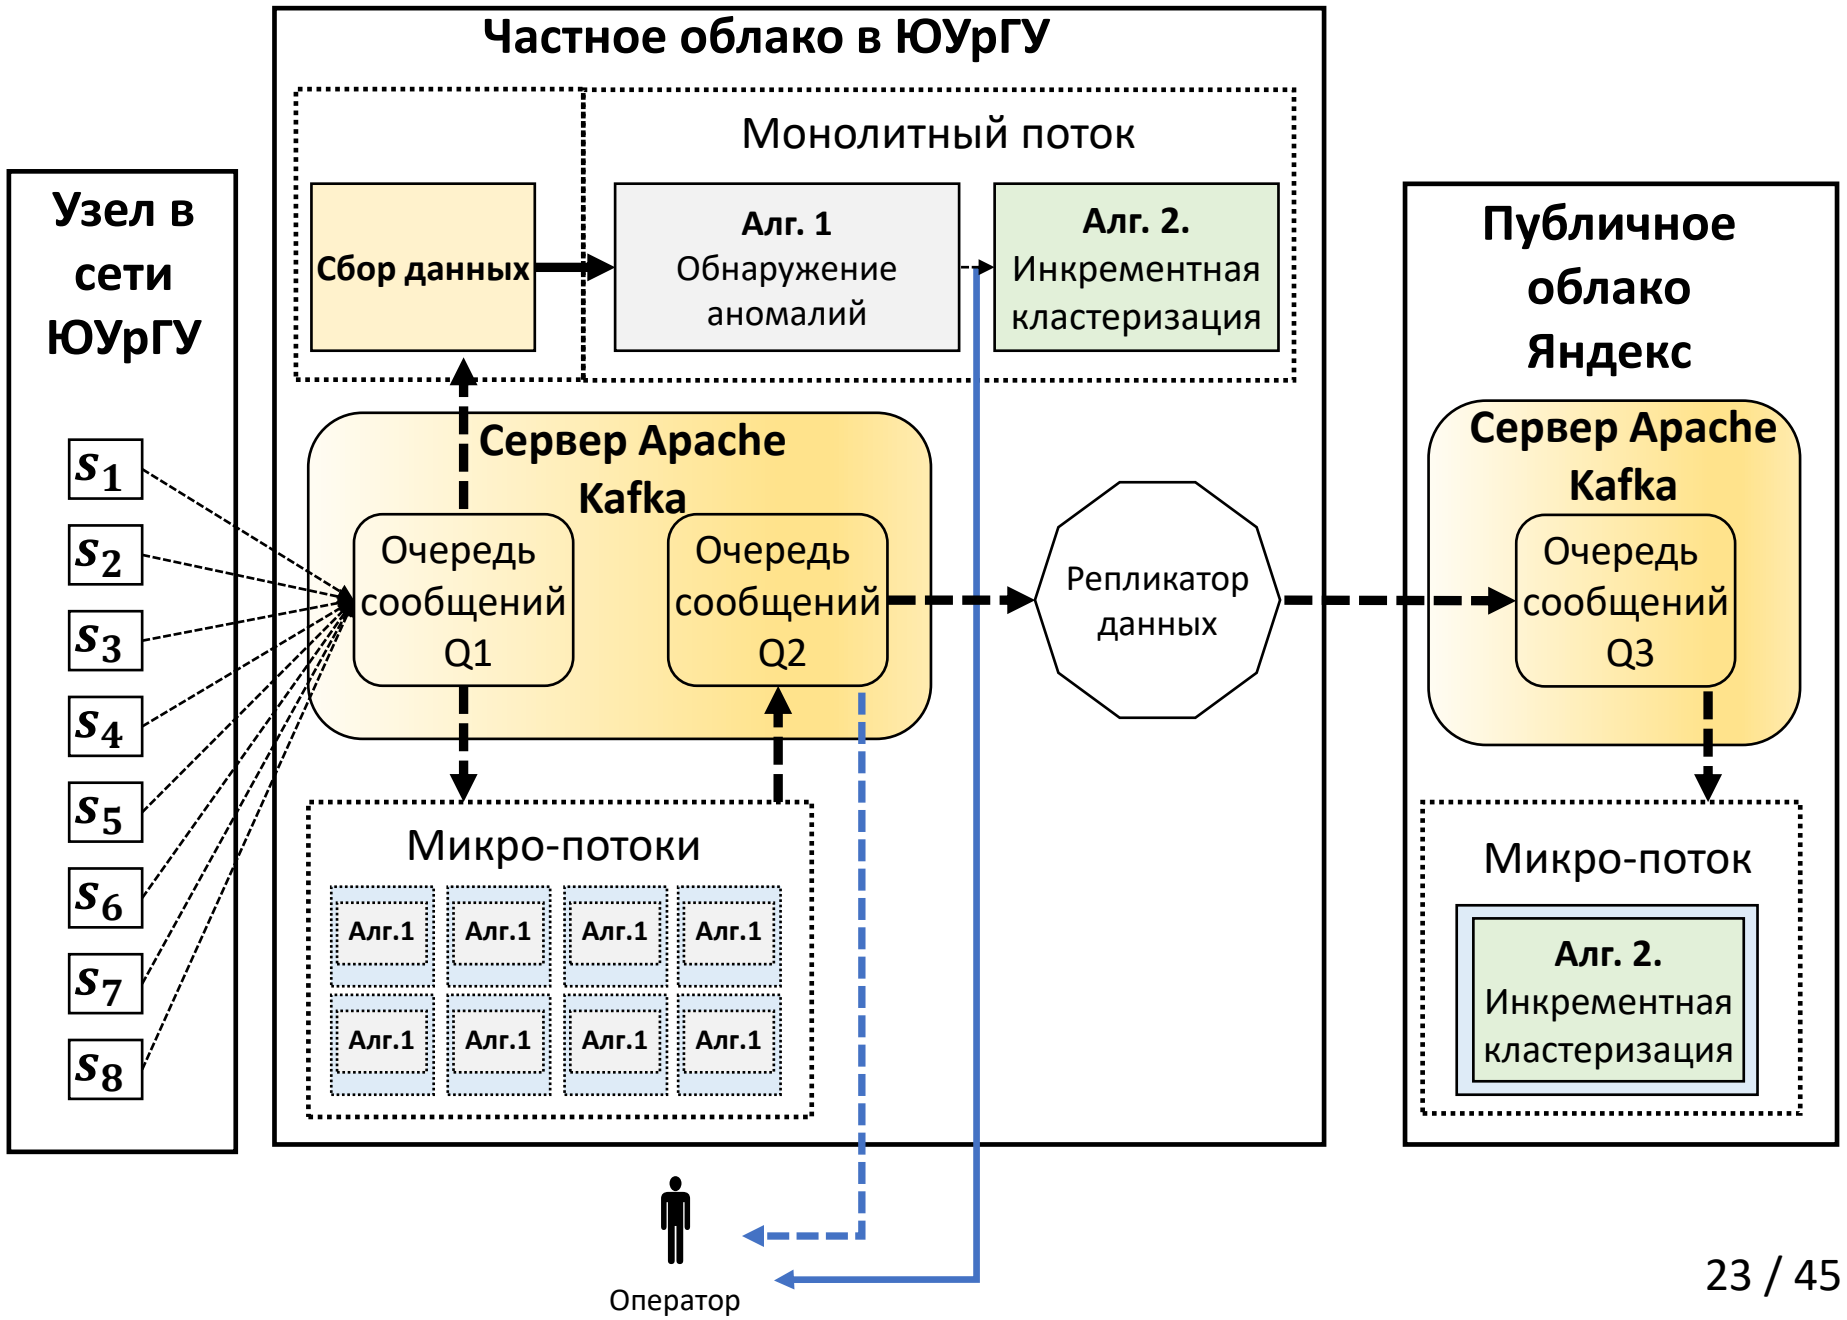 Частное облако в ЮУрГУ
Монолитный поток
Сбор данных
Алг. 1
Обнаружение
аномалий
Алг. 2.
Инкрементная
кластеризация
Узел в
сети
ЮУрГУ
s1
s2
s3
s4
s5
s6
s7
s8
Сервер Apache
Kafka
Очередь
сообщений
Q1
Очередь
сообщений
Q2
Репликатор
данных
Микро-потоки
Алг.1 Алг.1 Алг.1 Алг.1
Алг.1 Алг.1 Алг.1 Алг.1
Публичное
облако
Яндекс
Сервер Apache
Kafka
Очередь
сообщений
Q3
Микро-поток
Алг. 2.
Инкрементная
кластеризация
Оператор
23 / 45